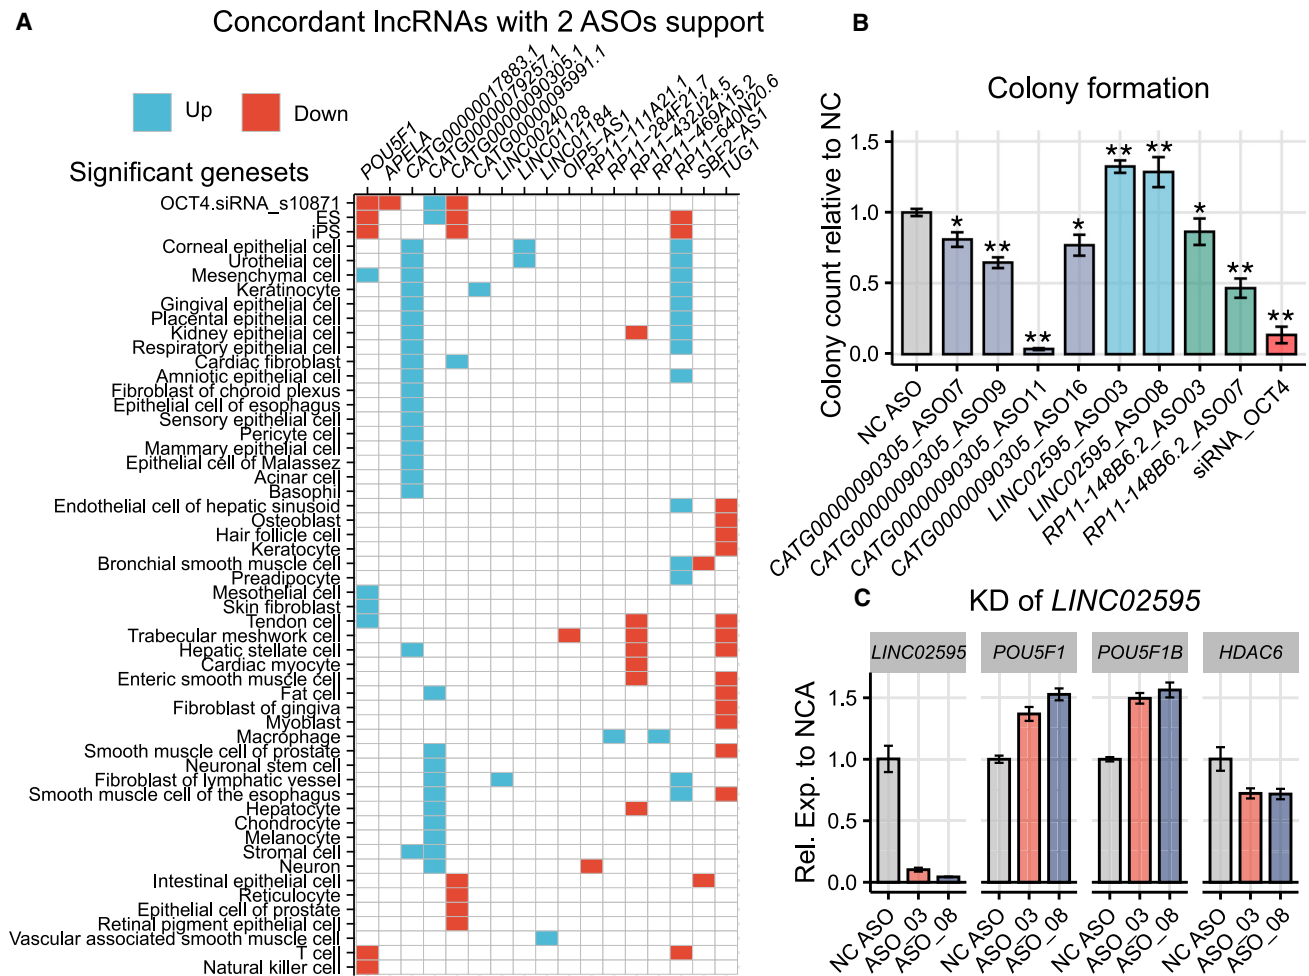 A
Concordant lncRNAs with 2 ASOs support
Up
Down
Significant genesets
POU5F1
APELA
CATG00000017883.1
CATG00000079257.1
CATG00000090305.1
CATG00000095991.1
LINC00240
LINC01128
LINC01184
OIP5-AS1
RP11-111A21.1
RP11-284F21.7
RP11-432J24.5
RP11-469A15.2
RP11-640N20.6
SBF2-AS1
TUG1
OCT4.siRNA_s10871
ES
iPS
Corneal epithelial cell
Urothelial cell
Mesenchymal cell
Keratinocyte
Gingival epithelial cell
Placental epithelial cell
Kidney epithelial cell
Respiratory epithelial cell
Cardiac fibroblast
Amniotic epithelial cell
Fibroblast of choroid plexus
Epithelial cell of esophagus
Sensory epithelial cell
Pericyte cell
Mammary epithelial cell
Epithelial cell of Malassez
Acinar cell
Basophil
Endothelial cell of hepatic sinusoid
Osteoblast
Hair follicle cell
Keratocyte
Bronchial smooth muscle cell
Preadipocyte
Mesothelial cell
Skin fibroblast
Tendon cell
Trabecular meshwork cell
Hepatic stellate cell
Cardiac myocyte
Enteric smooth muscle cell
Fat cell
Fibroblast of gingiva
Myoblast
Macrophage
Smooth muscle cell of prostate
Neuronal stem cell
Fibroblast of lymphatic vessel
Smooth muscle cell of the esophagus
Hepatocyte
Chondrocyte
Melanocyte
Stromal cell
Neuron
Intestinal epithelial cell
Reticulocyte
Epithelial cell of prostate
Retinal pigment epithelial cell
Vascular associated smooth muscle cell
T cell
Natural killer cell
B
Colony formation
Colony count relative to NC
1.5
1.0
0.5
0.0
*
**
**
*
**
**
*
**
**
NC ASO
CATG00000090305_ASO07
CATG00000090305_ASO09
CATG00000090305_ASO11
CATG00000090305_ASO16
LINC02595_ASO03
LINC02595_ASO08
RP11-148B6.2_ASO03
RP11-148B6.2_ASO07
siRNA_OCT4
C
KD of LINC02595
LINC02595
POU5F1
POU5F1B
HDAC6
Rel. Exp. to NCA
1.5
1.0
0.5
0.0
NC ASO
ASO_03
ASO_08
NC ASO
ASO_03
ASO_08
NC ASO
ASO_03
ASO_08
NC ASO
ASO_03
ASO_08